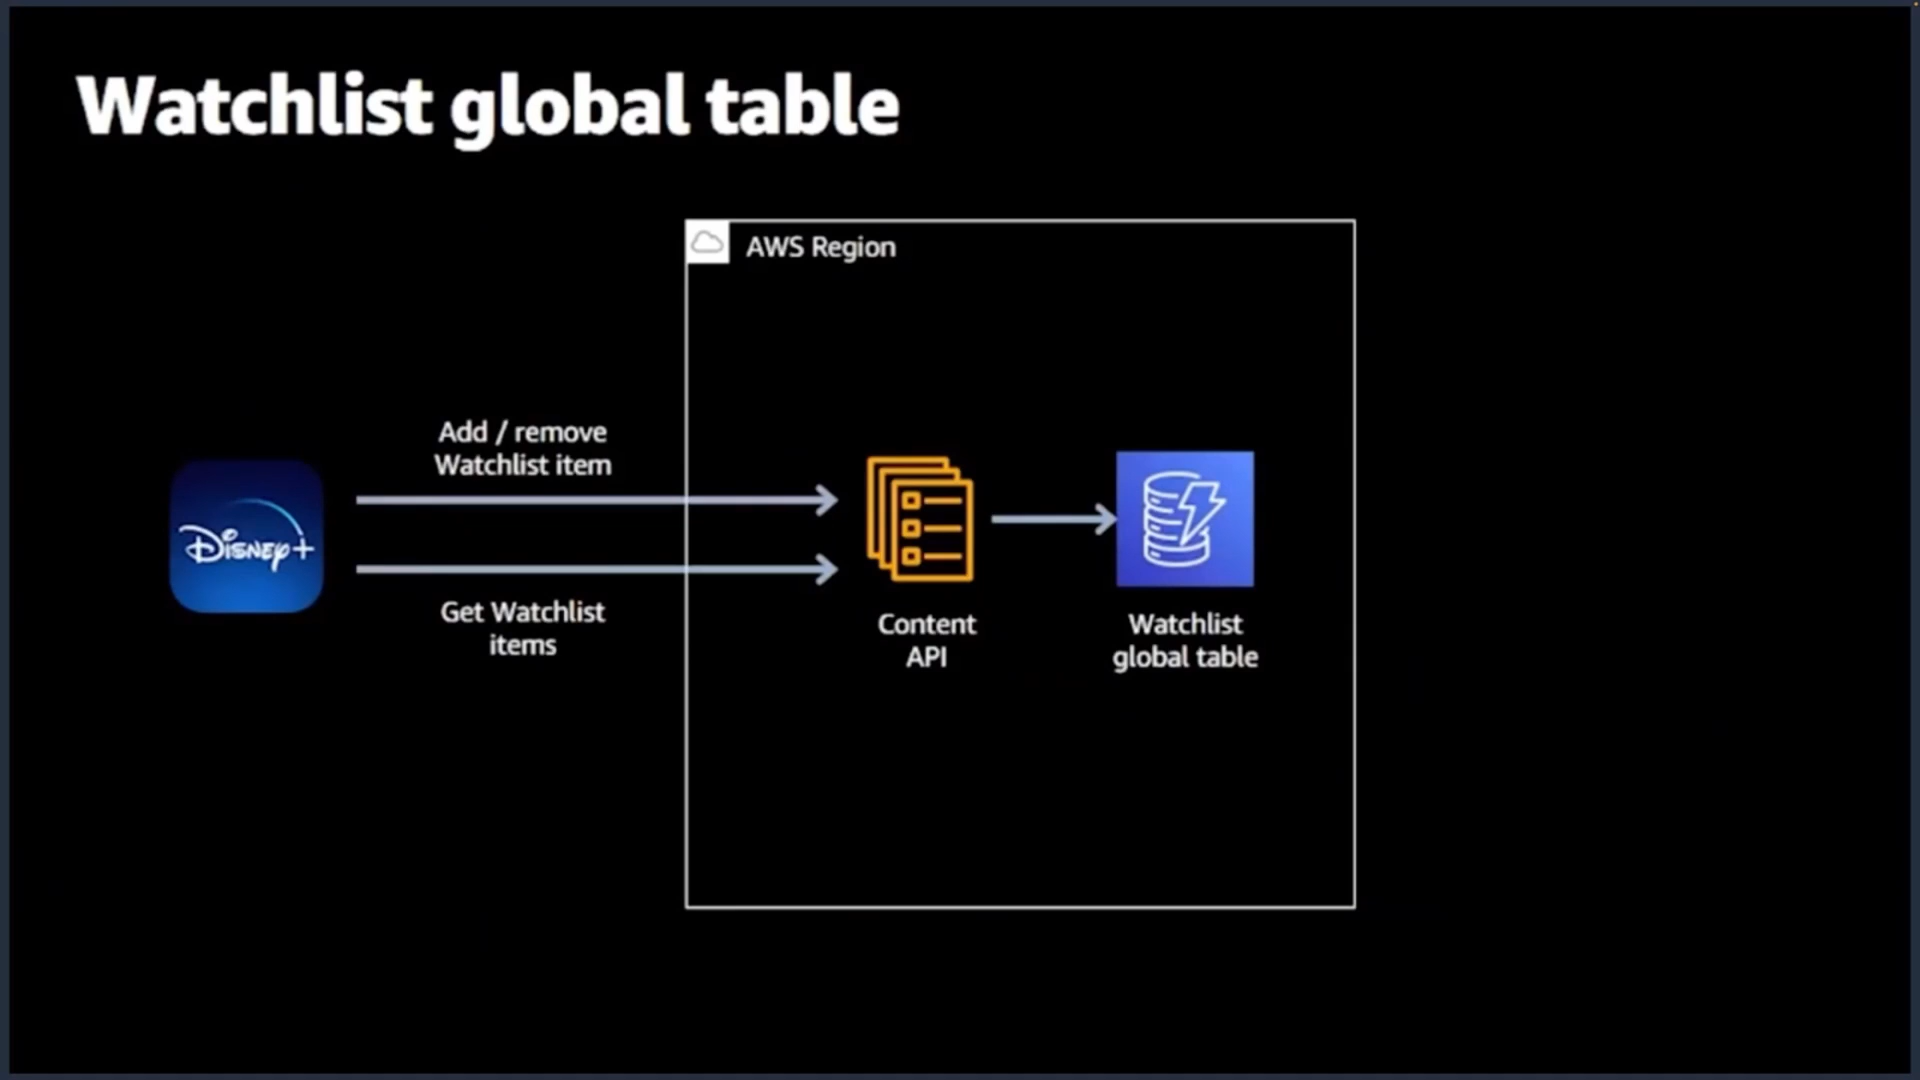 Watchlist global table
AWS Region
Add / remove
Watchlist item
Disney+
Get Watchlist
items
Content
API
Watchlist
global table